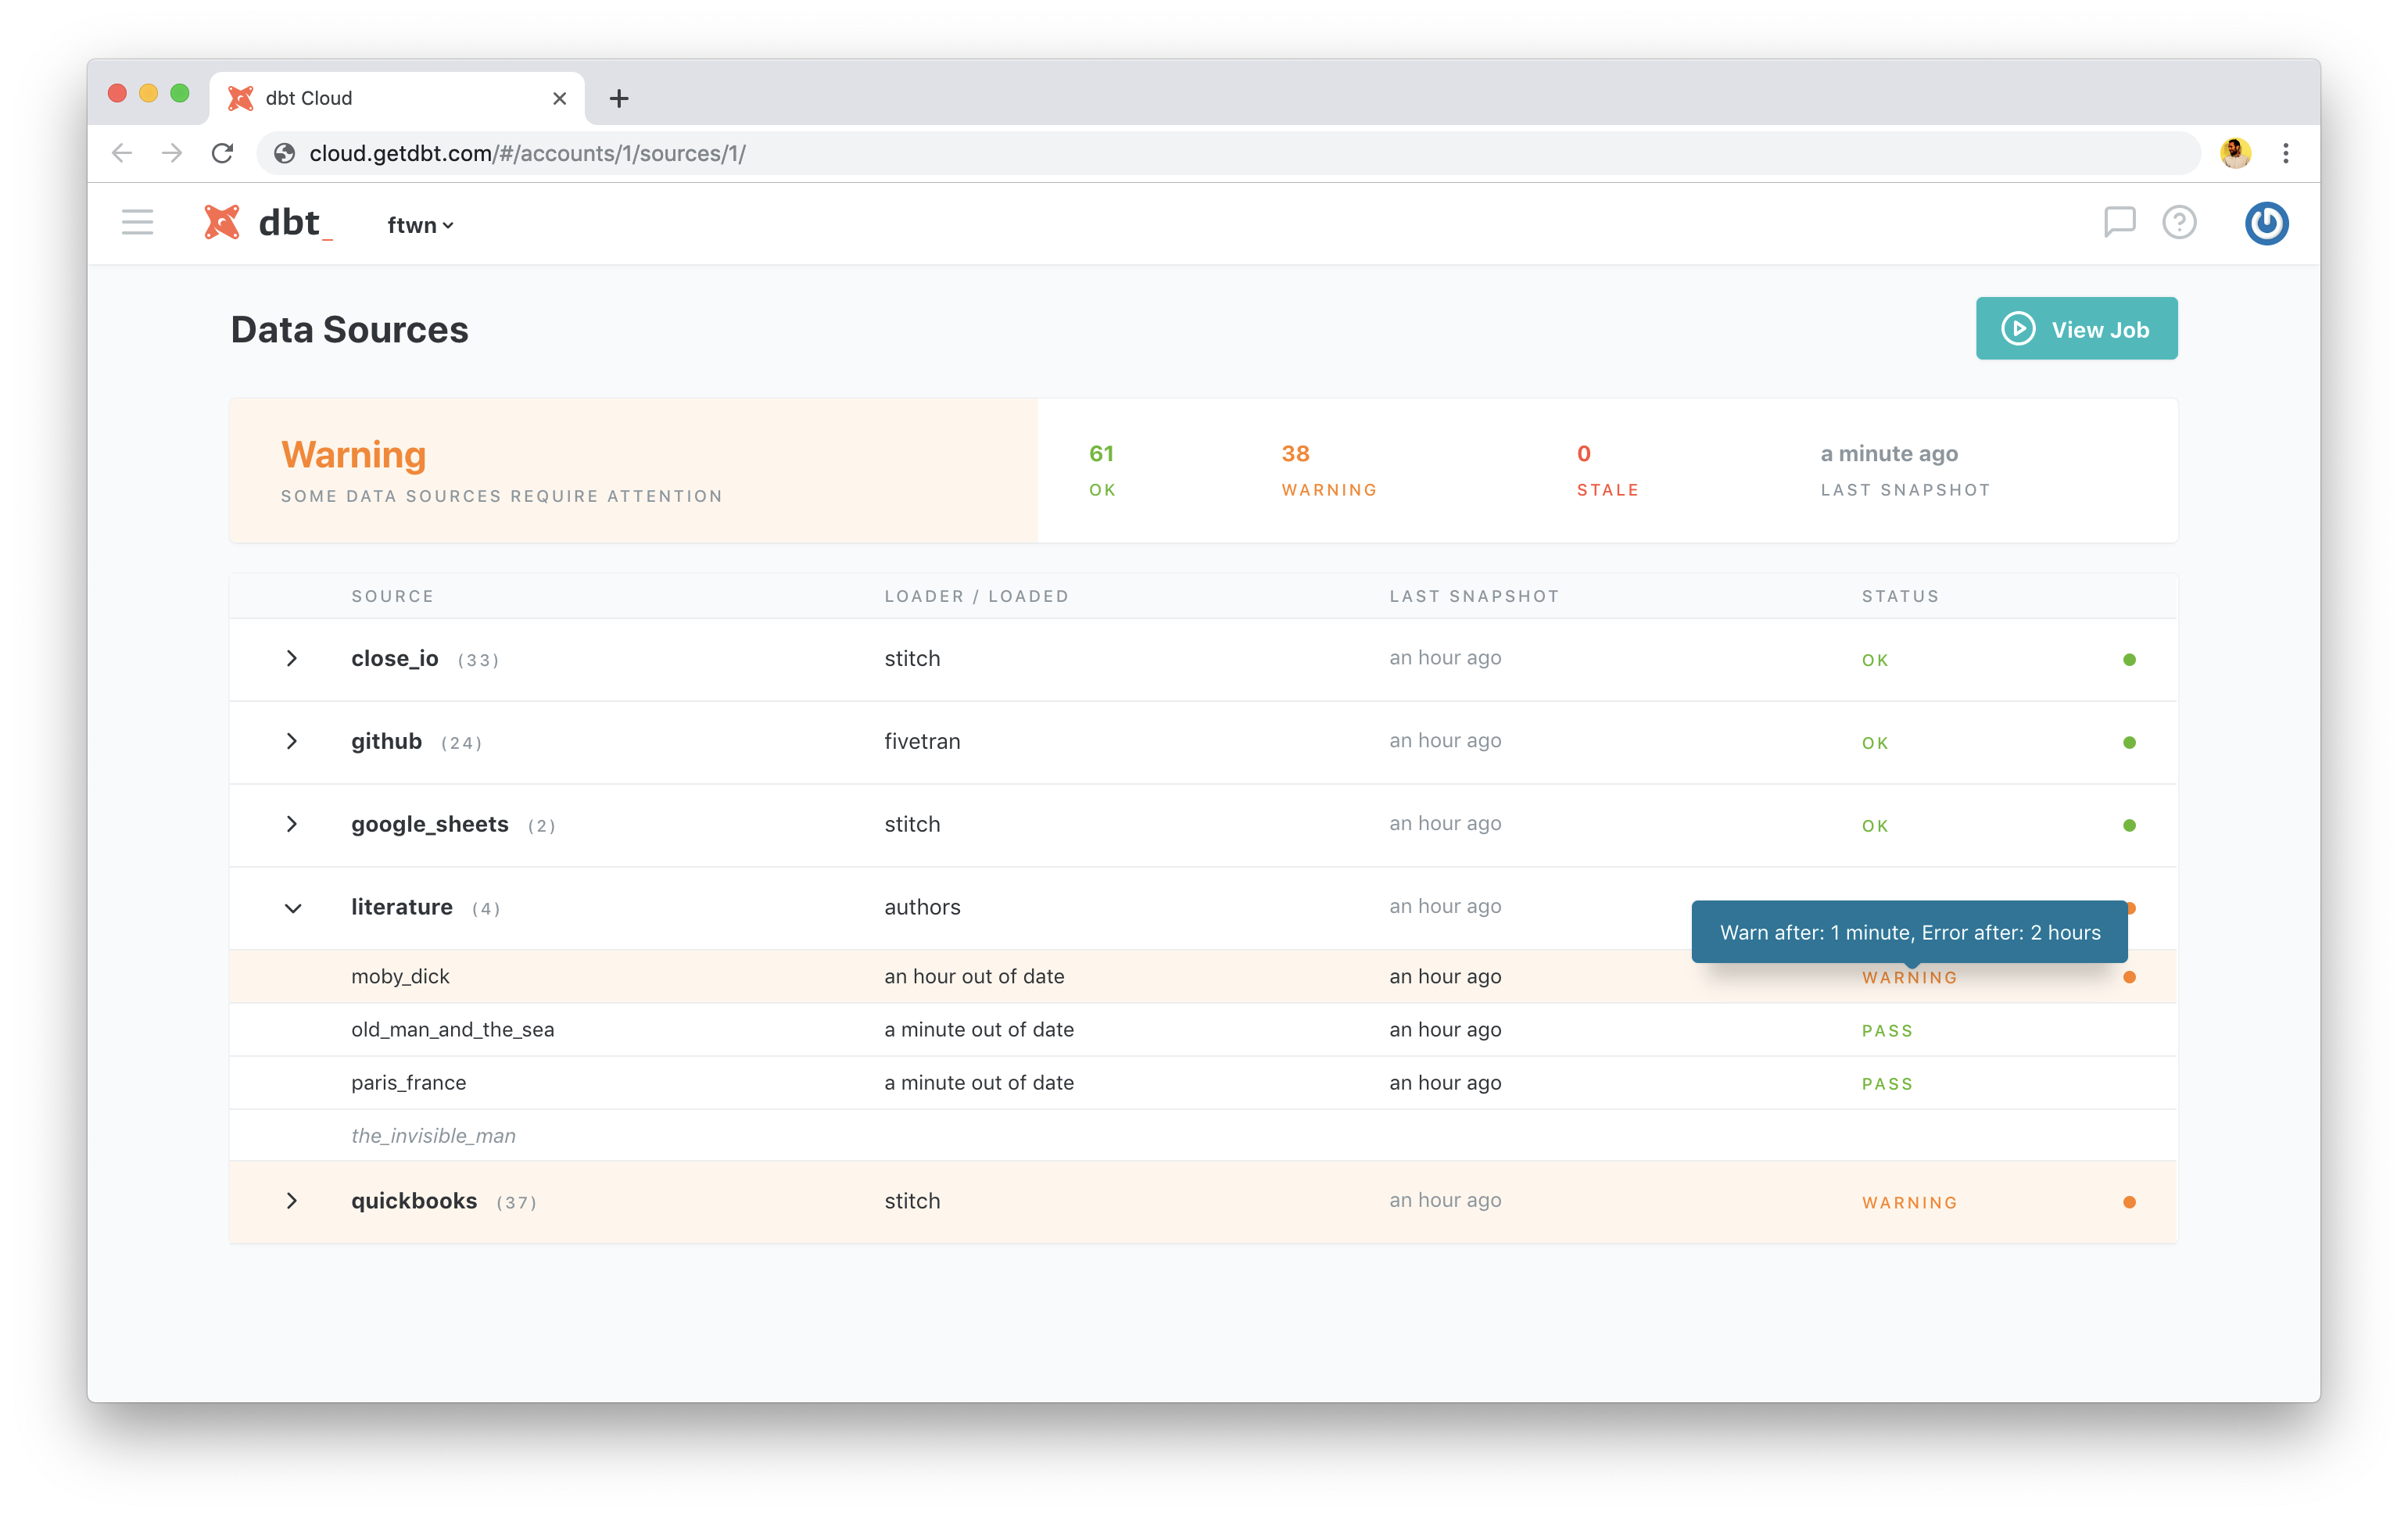 dbt Cloud
cloud.getdbt.com/#/accounts/1/sources/1/
dbt_ ftwn
Data Sources
View Job
Warning
SOME DATA SOURCES REQUIRE ATTENTION
61 38 0 a minute ago
OK WARNING STALE LAST SNAPSHOT
SOURCE LOADER / LOADED LAST SNAPSHOT STATUS
close_io (33) stitch an hour ago OK
github (24) fivetran an hour ago OK
google_sheets (2) stitch an hour ago OK
literature (4) authors an hour ago
Warn after: 1 minute, Error after: 2 hours
moby_dick an hour out of date an hour ago WARNING
old_man_and_the_sea a minute out of date an hour ago PASS
paris_france a minute out of date an hour ago PASS
the_invisible_man
quickbooks (37) stitch an hour ago WARNING